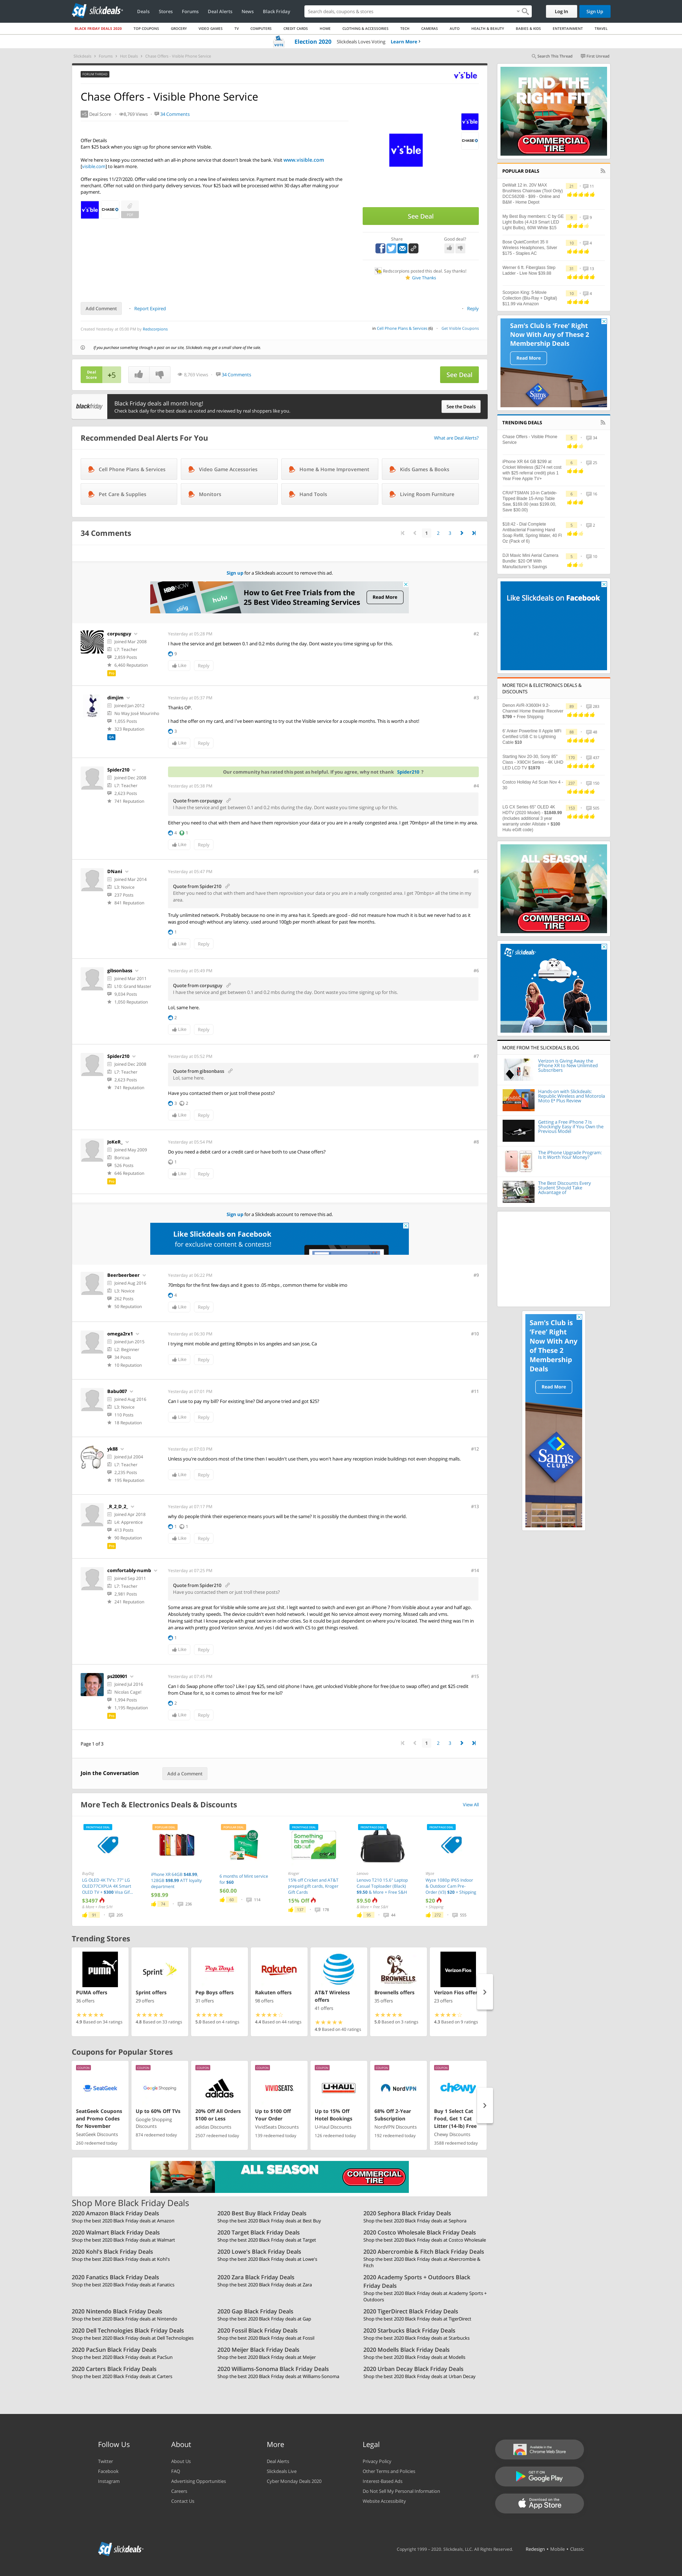 slickdeals
Deals
Stores
Forums
Deal Alerts
News
Black Friday
Search deals, coupons & stores
Log In
Sign Up
BLACK FRIDAY DEALS 2020
TOP COUPONS
GROCERY
VIDEO GAMES
TV
COMPUTERS
CREDIT CARD
HOME
CLOTHING & ACCESSORIES
TECH
CAMERAS
AUTO
HEALTH & BEAUTY
BABIES & KIDS
ENTERTAINMENT
TRAVEL
VOTE
Election 2020
Slickdeals Loves Voting
Learn More
Search This Thread
First Unread
Chase Offers - Visible Phone Service
Deal Score
8,769 Views
34 Comments
Offer Details
Earn $25 back when you sign up for phone service with Visible.
We're here to keep you connected with an all-in phone service that doesn't break the bank. Visit www.visible.com
[visible.com] to learn more.
Offer expires 11/27/2020. Offer valid one time only on a new line of wireless service. Payment must be made directly with the
merchant. Offer not valid on third-party delivery services. Your $25 back will be provided within 30 days after making your
payment.
visible
CHASE
See Deal
Share
Good deal?
Redscorpions posted this deal. Say thanks!
Give Thanks
Add Comment
Report Expired
Reply
Created Yesterday at 05:00 PM by Redscorpions
in Cell Phone Plans & Services (6)
Get Visible Coupons
If you purchase something through a post on our site, Slickdeals may get a small share of the sale.
Deal Score
+5
8,769 Views
34 Comments
See Deal
blackfriday
Black Friday deals all month long!
Check back daily for the best deals as voted and reviewed by real shoppers like you.
See the Deals
Recommended Deal Alerts For You
What are Deal Alerts?
Cell Phone Plans & Services
Video Game Accessories
Home & Home Improvement
Kids Games & Books
Pet Care & Supplies
Monitors
Hand Tools
Living Room Furniture
34 Comments
1 2 3
Sign up for a Slickdeals account to remove this ad.
HBO NOW
hulu
How to Get Free Trials from the
25 Best Video Streaming Services
Read More
corpusguy
Joined Mar 2008
L7: Teacher
2,859 Posts
6,460 Reputation
Pro
Yesterday at 05:28 PM
#2
I have the service and get between 0.1 and 0.2 mbs during the day. Dont waste you time signing up for this.
9
Like
Reply
dimjim
Joined Jan 2012
No Way José Mourinho
1,055 Posts
323 Reputation
Yesterday at 05:37 PM
#3
Thanks OP.
I had the offer on my card, and I've been wanting to try out the Visible service for a couple months. This is worth a shot!
3
Like
Reply
Spider210
Joined Dec 2008
L7: Teacher
2,623 Posts
741 Reputation
Our community has rated this post as helpful. If you agree, why not thank Spider210 ?
Yesterday at 05:38 PM
#4
Quote from corpusguy
I have the service and get between 0.1 and 0.2 mbs during the day. Dont waste you time signing up for this.
Either you need to chat with them and have them reprovision your data or you are in a really congested area. I get 70mbps+ all the time in my area.
4 1
Like
Reply
DNani
Joined Mar 2014
L3: Novice
237 Posts
841 Reputation
Yesterday at 05:47 PM
#5
Quote from Spider210
Either you need to chat with them and have them reprovision your data or you are in a really congested area. I get 70mbps+ all the time in my
area.
Truly unlimited network. Probably because no one in my area has it. Speeds are good - did not measure how much it is but we never had to as it
was good enough without any latency, used around 100gb per month atleast for past few months.
1
Like
Reply
gibsonbass
Joined Mar 2011
L10: Grand Master
9,034 Posts
1,050 Reputation
Yesterday at 05:49 PM
#6
Quote from corpusguy
I have the service and get between 0.1 and 0.2 mbs during the day. Dont waste you time signing up for this.
Lol, same here.
2
Like
Reply
Spider210
Joined Dec 2008
L7: Teacher
2,623 Posts
741 Reputation
Yesterday at 05:52 PM
#7
Quote from gibsonbass
Lol, same here.
Have you contacted them or just troll these posts?
3 2
Like
Reply
JoKeR_
Joined May 2009
Boricua
526 Posts
646 Reputation
Pro
Yesterday at 05:54 PM
#8
Do you need a debit card or a credit card or have both to use Chase offers?
1
Like
Reply
Sign up for a Slickdeals account to remove this ad.
Like Slickdeals on Facebook
for exclusive content & contests!
Beerbeerbeer
Joined Aug 2016
L3: Novice
262 Posts
50 Reputation
Yesterday at 06:22 PM
#9
70mbps for the first few days and it goes to .05 mbps , common theme for visible mno
4
Like
Reply
omega2re1
Joined Jun 2015
L2: Beginner
34 Posts
10 Reputation
Yesterday at 06:39 PM
#10
I trying mint mobile and getting 80mpbs in los angeles and san jose, Ca
Like
Reply
Babu007
Joined Aug 2016
L3: Novice
110 Posts
18 Reputation
Yesterday at 07:01 PM
#11
Can I use to pay my bill? For existing line? Did anyone tried and got $25?
Like
Reply
yk88
Joined Jul 2004
L7: Teacher
2,235 Posts
195 Reputation
Yesterday at 07:03 PM
#12
Unless you're outdoors most of the time then I wouldn't use them, you won't have any reception inside buildings not even shopping malls.
Like
Reply
_R_2_D_2_
Joined Apr 2018
L4: Apprentice
413 Posts
90 Reputation
Pro
Yesterday at 07:17 PM
#13
why do people think their experience means yours will be the same? It is possibly the dumbest thing in the world.
1 1
Like
Reply
comfortably-numb
Joined Sep 2011
L7: Teacher
2,981 Posts
241 Reputation
Yesterday at 07:25 PM
#14
Quote from Spider210
Have you contacted them or just troll these posts?
Some areas are great for Visible while some are just shit. I legit wanted to switch and even got an iPhone 7 from Visible about a year and half ago.
Absolutely trashy speeds. The drivable-couldn't even hold network. I would get No service almost every morning. Missed calls and vms.
Having said that I know some people with great service in other cities. So it could be just dependent on where you're located. The weird thing was I'm in
an area with pretty good Verizon service. And yes I did work with CS to get things resolved.
1
Like
Reply
ps200901
Joined Jul 2016
Nicolas Cage!
1,994 Posts
1,195 Reputation
Pro
Yesterday at 07:45 PM
#15
Can I do Swap phone offer too? Like I pay $25, send old phone I have, get unlocked Visible phone for free (use to swap offer) and get $25 credit
from Chase for it, so it comes to almost free for me lol?
2
Like
Reply
Page 1 of 3
1 2 3
Join the Conversation
Add a Comment
More Tech & Electronics Deals & Discounts
View All
6 months of Mint service
for $60
$60.00
15% off Cricket and AT&T
prepaid gift cards, Kroger
Gift Cards
15% Off
Trending Stores
PUMA offers
36 offers
4.9 Based on 34 ratings
Sprint offers
25 offers
4.8 Based on 33 ratings
Pep Boys offers
31 offers
5.0 Based on 4 ratings
Rakuten offers
98 offers
4.4 Based on 44 ratings
AT&T Wireless
offers
41 offers
4.9 Based on 40 ratings
Brownells offers
35 offers
5.0 Based on 3 ratings
Verizon Fios offers
23 offers
4.3 Based on 9 ratings
Coupons for Popular Stores
SeatGeek Coupons
and Promo Codes
for November
SeatGeek Discounts
260 redeemed today
Up to 60% Off TVs
Google Shopping
Discounts
874 redeemed today
20% Off All Orders
$100 or Less
adidas Discounts
2507 redeemed today
Up to $100 Off
Your Order
VividSeats Discounts
139 redeemed today
Up to 15% Off
Hotel Bookings
U-Haul Discounts
126 redeemed today
68% Off 2-Year
Subscription
NordVPN Discounts
192 redeemed today
Buy 1 Select Cat
Food, Get 1 Cat
Litter (14-lb) Free
Chewy Discounts
3588 redeemed today
ALL SEASON
COMMERCIAL TIRE
Shop More Black Friday Deals
2020 Amazon Black Friday Deals
Shop the best 2020 Black Friday deals at Amazon
2020 Best Buy Black Friday Deals
Shop the best 2020 Black Friday deals at Best Buy
2020 Sephora Black Friday Deals
Shop the best 2020 Black Friday deals at Sephora
2020 Walmart Black Friday Deals
Shop the best 2020 Black Friday deals at Walmart
2020 Target Black Friday Deals
Shop the best 2020 Black Friday deals at Target
2020 Costco Wholesale Black Friday Deals
Shop the best 2020 Black Friday deals at Costco Wholesale
2020 Kohl's Black Friday Deals
Shop the best 2020 Black Friday deals at Kohl's
2020 Lowe's Black Friday Deals
Shop the best 2020 Black Friday deals at Lowe's
2020 Abercrombie & Fitch Black Friday Deals
Shop the best 2020 Black Friday deals at Abercrombie &
Fitch
2020 Fanatics Black Friday Deals
Shop the best 2020 Black Friday deals at Fanatics
2020 Zara Black Friday Deals
Shop the best 2020 Black Friday deals at Zara
2020 Academy Sports + Outdoors Black
Friday Deals
Shop the best 2020 Black Friday deals at Academy Sports +
Outdoors
2020 Nintendo Black Friday Deals
Shop the best 2020 Black Friday deals at Nintendo
2020 Gap Black Friday Deals
Shop the best 2020 Black Friday deals at Gap
2020 TigerDirect Black Friday Deals
Shop the best 2020 Black Friday deals at TigerDirect
2020 Dell Technologies Black Friday Deals
Shop the best 2020 Black Friday deals at Dell Technologies
2020 Fossil Black Friday Deals
Shop the best 2020 Black Friday deals at Fossil
2020 Starbucks Black Friday Deals
Shop the best 2020 Black Friday deals at Starbucks
2020 PacSun Black Friday Deals
Shop the best 2020 Black Friday deals at PacSun
2020 Meijer Black Friday Deals
Shop the best 2020 Black Friday deals at Meijer
2020 Modells Black Friday Deals
Shop the best 2020 Black Friday deals at Modells
2020 Carters Black Friday Deals
Shop the best 2020 Black Friday deals at Carters
2020 Williams-Sonoma Black Friday Deals
Shop the best 2020 Black Friday deals at Williams-Sonoma
2020 Urban Decay Black Friday Deals
Shop the best 2020 Black Friday deals at Urban Decay
FIND THE
RIGHT FIT
COMMERCIAL TIRE
POPULAR DEALS
Sam's Club is 'Free' Right
Now With Any of These 2
Membership Deals
Read More
TRENDING DEALS
Chase Offers - Visible Phone
Service
Like Slickdeals on Facebook
MORE TECH & ELECTRONICS DEALS &
DISCOUNTS
ALL SEASON
COMMERCIAL TIRE
slickdeals
MORE FROM THE SLICKDEALS BLOG
Verizon is Giving Away the
iPhone XR to New Unlimited
Subscribers
Hands-on with Slickdeals:
Republic Wireless and Motorola
Moto E⁶ Plus Review
Getting a Free iPhone 7 Is
Shockingly Easy if You Own the
Previous Model
The iPhone Upgrade Program:
Is It Worth Your Money?
The Best Discounts Every
Student Should Take
Advantage of
Sam's Club is
'Free' Right
Now With Any
of These 2
Membership
Deals
Read More
Sam's CLUB
Follow Us
Twitter
Facebook
Instagram
About
About Us
FAQ
Advertising Opportunities
Careers
Contact Us
More
Deal Alerts
Slickdeals Live
Cyber Monday Deals 2020
Legal
Privacy Policy
Other Terms and Policies
Interest-Based Ads
Do Not Sell My Personal Information
Website Accessibility
Available in the
Chrome Web Store
GET IT ON
Google Play
Download on the
App Store
slickdeals
Copyright 1999 - 2020. Slickdeals, LLC. All Rights Reserved.
Redesign • Mobile • Classic